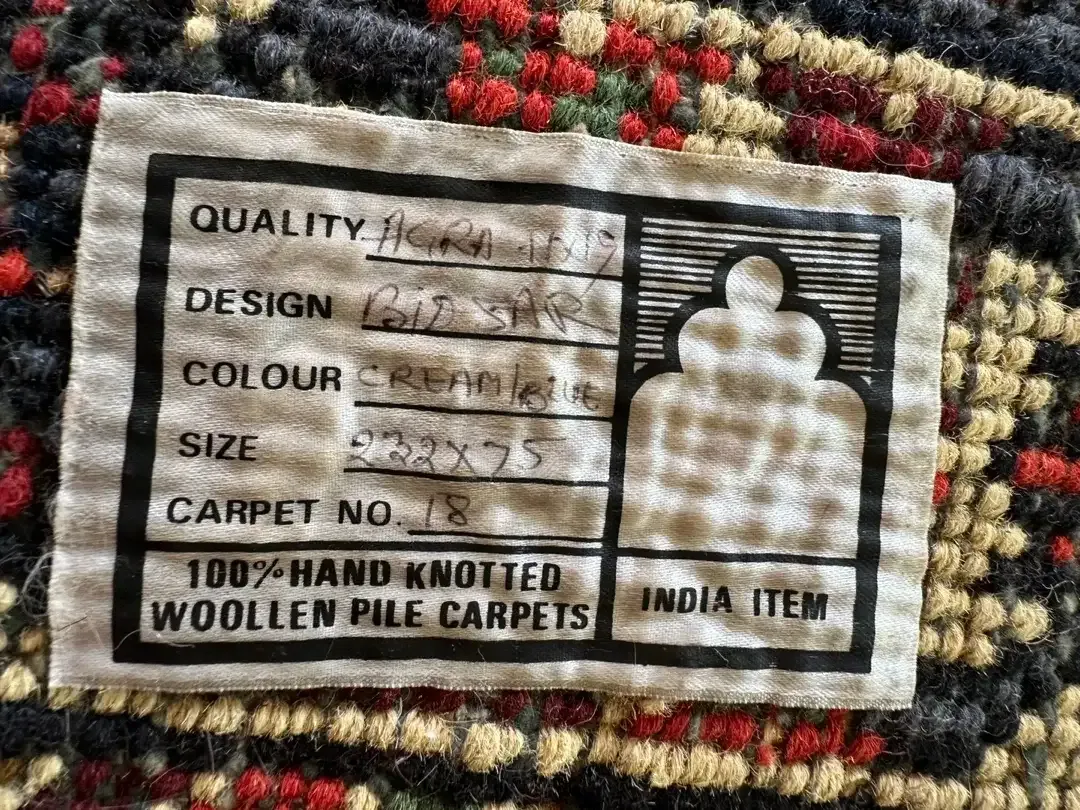 QUALITY AGRA
DESIGN BIDJAR
COLOUR CREAM/BLUE
SIZE 232X75
CARPET NO. 18
100% HAND KNOTTED
WOOLLEN PILE CARPETS
INDIA ITEM